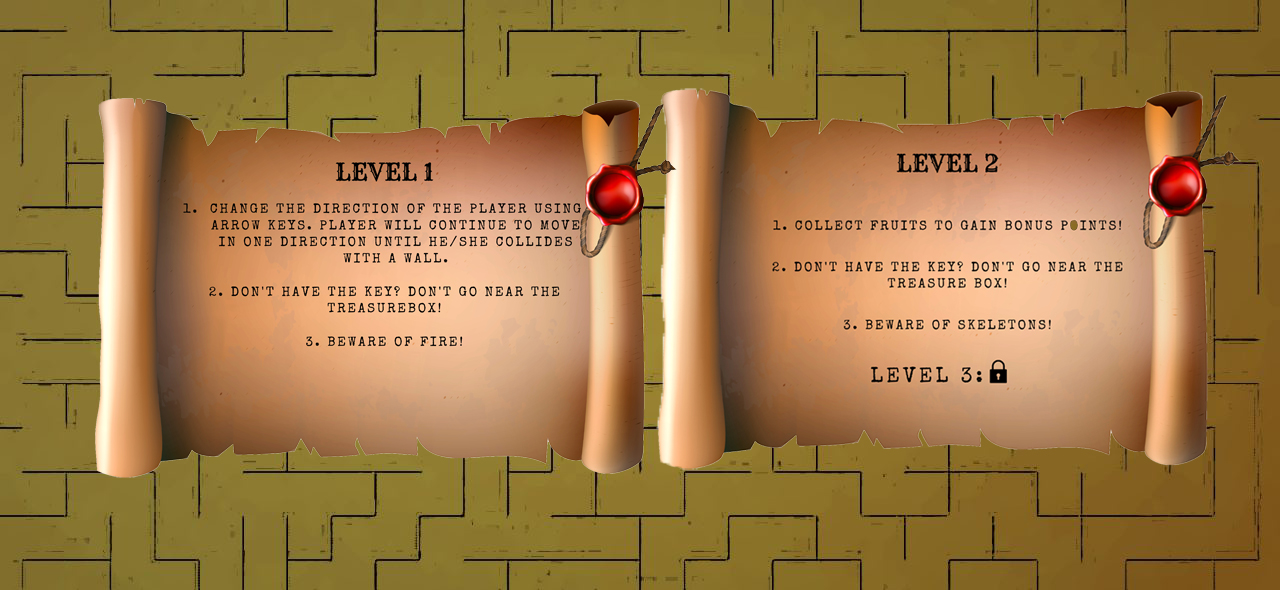 LEVEL 1
1. CHANGE THE DIRECTION OF THE PLAYER USING
ARROW KEYS. PLAYER WILL CONTINUE TO MOVE
IN ONE DIRECTION UNTIL HE/SHE COLLIDES
WITH A WALL.
2. DON'T HAVE THE KEY? DON'T GO NEAR THE
TREASUREBOX!
3. BEWARE OF FIRE!
LEVEL 2
1. COLLECT FRUITS TO GAIN BONUS POINTS!
2. DON'T HAVE THE KEY? DON'T GO NEAR THE
TREASURE BOX!
3. BEWARE OF SKELETONS!
LEVEL 3: